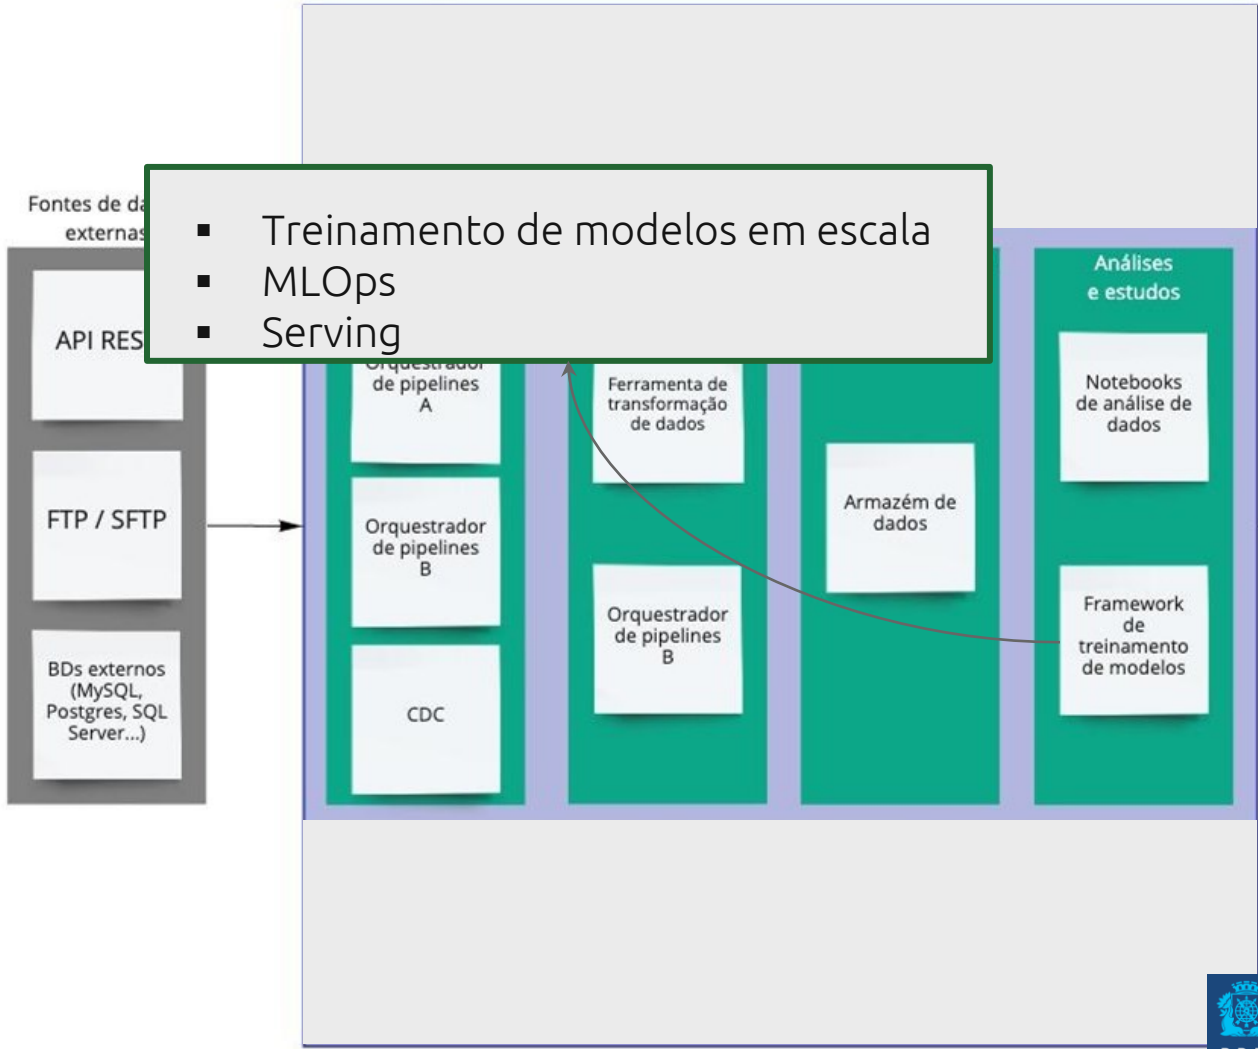 Fontes de da
externas
API RES
FTP / SFTP
BDs externos
(MySQL,
Postgres, SQL
Server...)
▪ Treinamento de modelos em escala
▪ MLOps
▪ Serving
Orquestrador
de pipelines
A
Orquestrador
de pipelines
B
CDC
Ferramenta de
transformação
de dados
Orquestrador
de pipelines
B
Armazém de
dados
Análises
e estudos
Notebooks
de análise de
dados
Framework
de
treinamento
de modelos